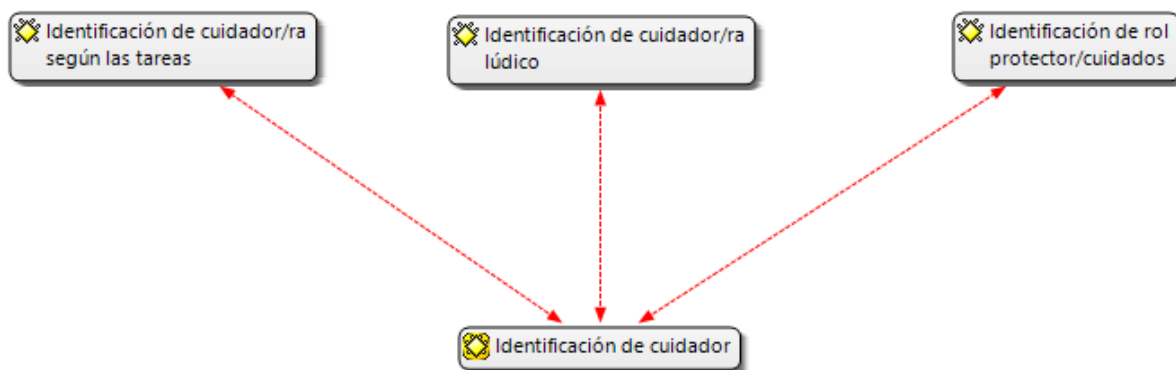 Identificación de cuidador/ra
según las tareas
Identificación de cuidador/ra
lúdico
Identificación de rol
protector/cuidados
Identificación de cuidador